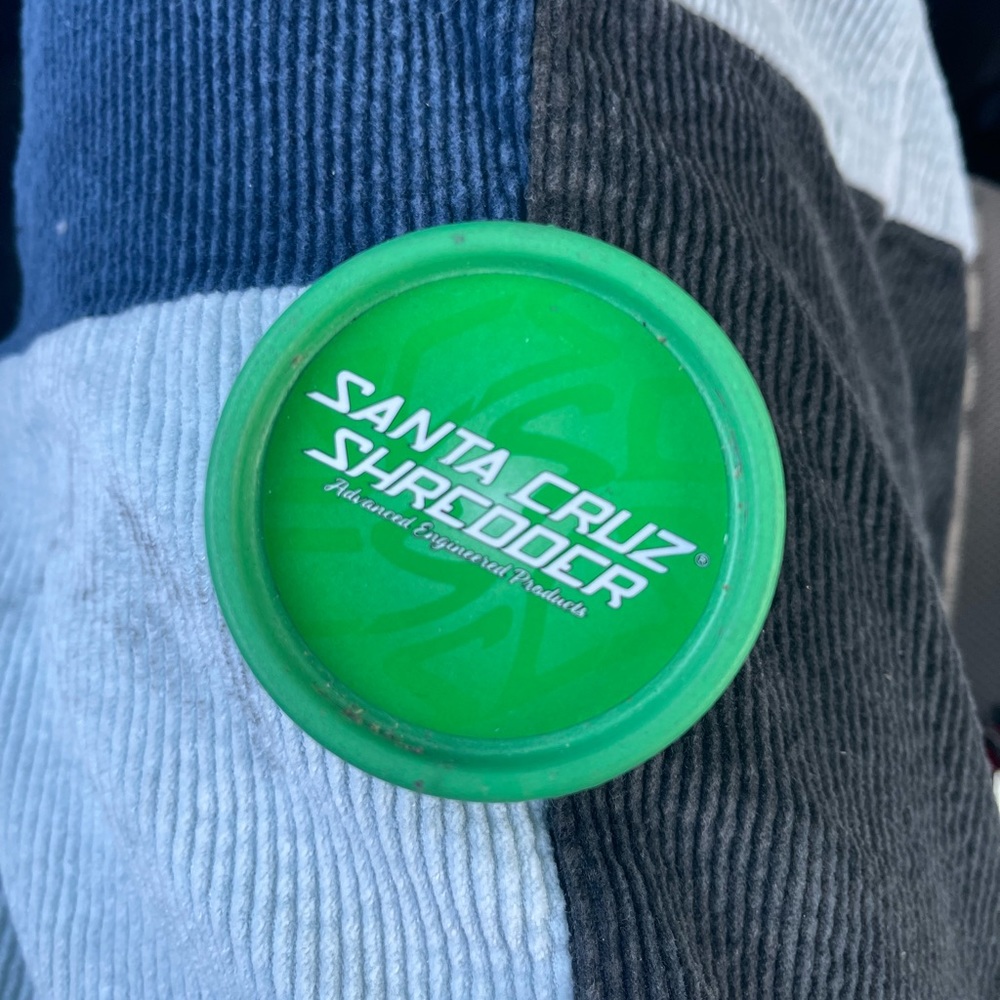 SANTA CRUZ
SHREDDER®
Advanced Engineered Products